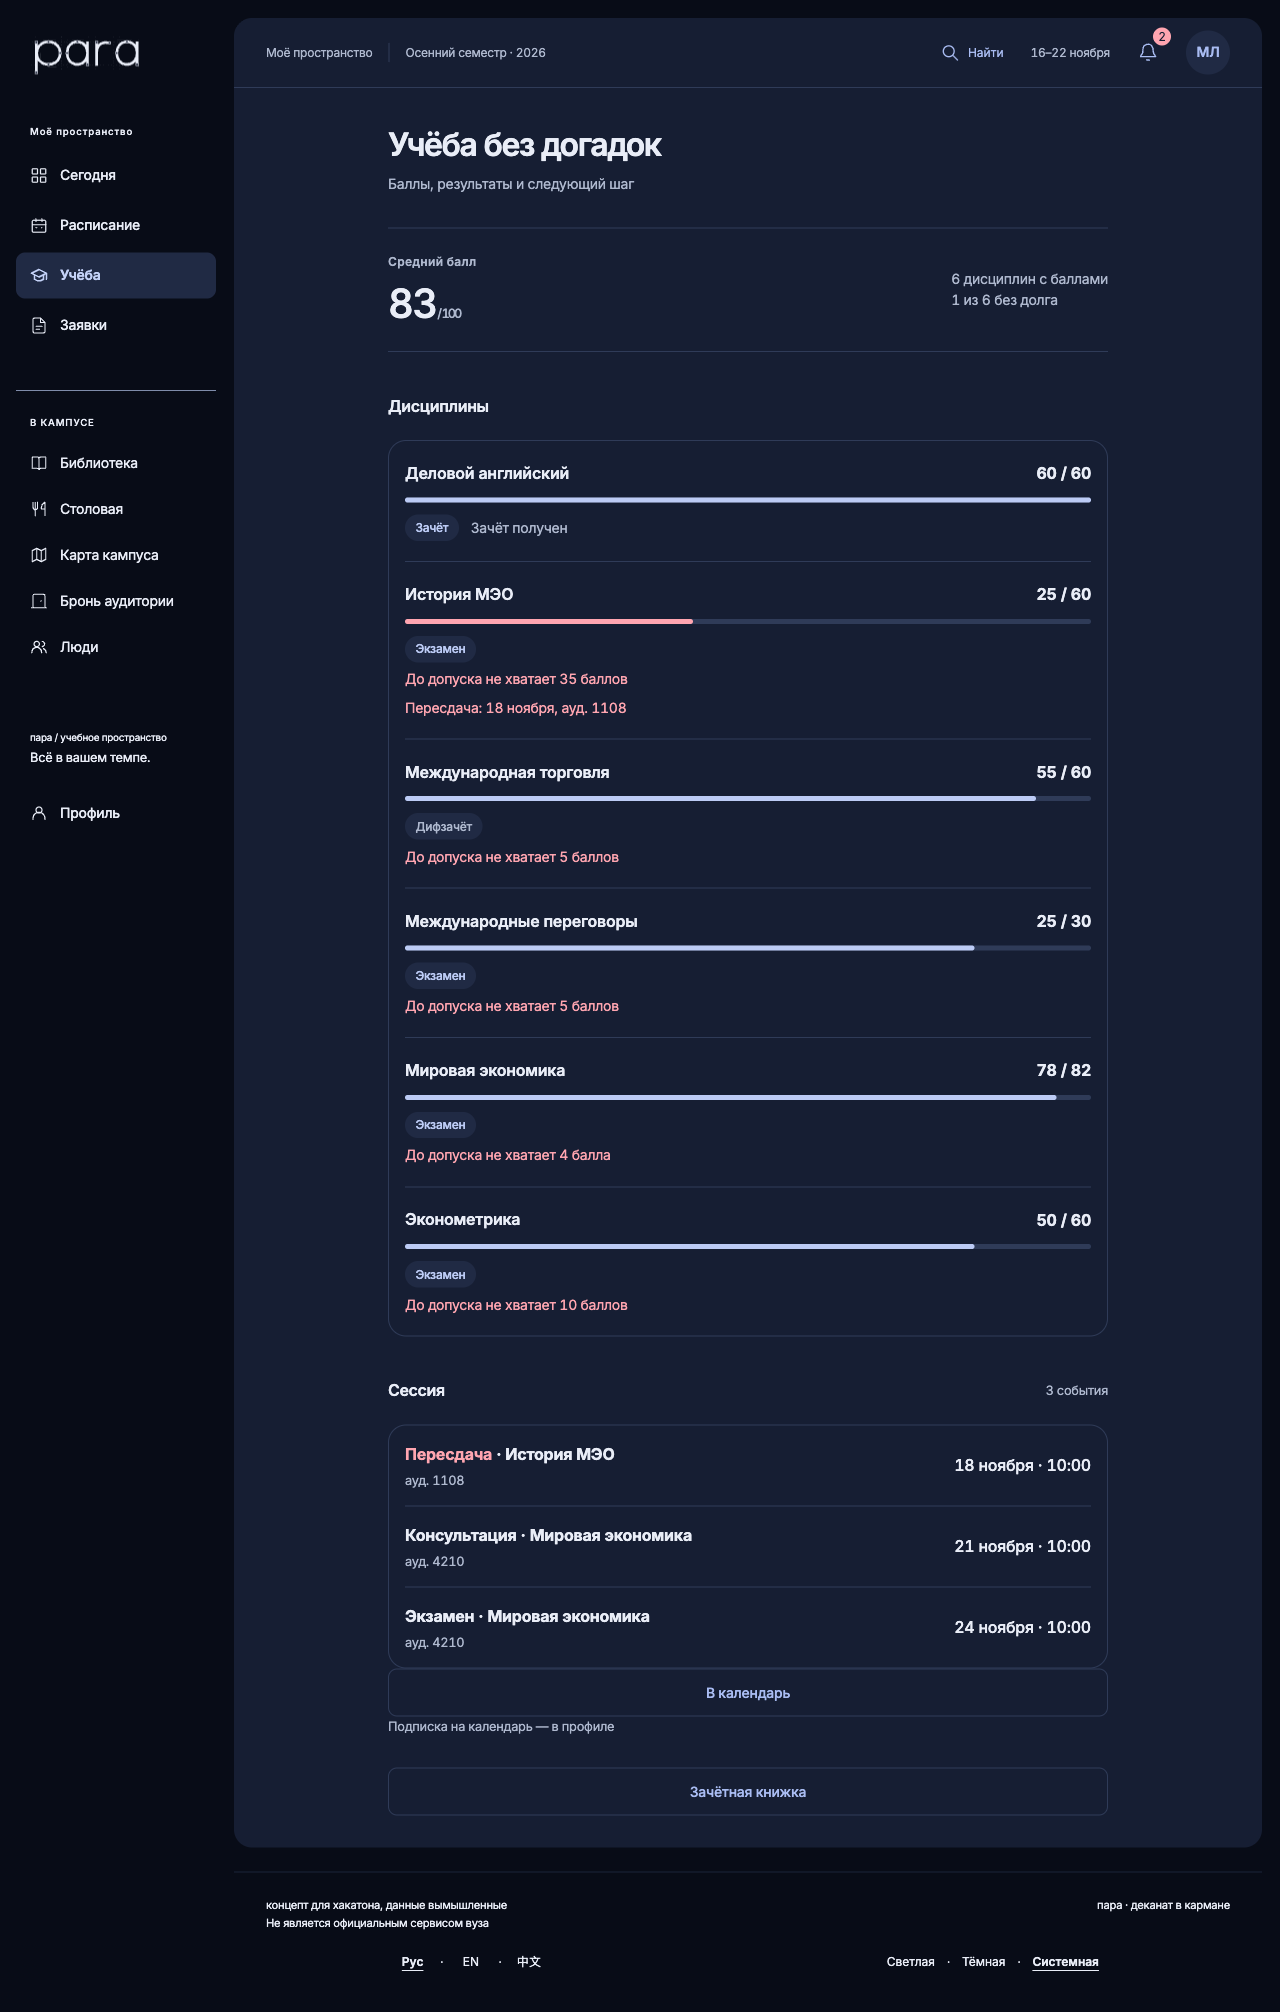 para
Моё пространство
Осенний семестр · 2026
Найти
16–22 ноября
2
МЛ
Моё пространство
Сегодня
Расписание
Учёба
Заявки
В КАМПУСЕ
Библиотека
Столовая
Карта кампуса
Бронь аудитории
Люди
пара / учебное пространство
Всё в вашем темпе.
Профиль
Учёба без догадок
Баллы, результаты и следующий шаг
Средний балл
83/100
6 дисциплин с баллами
1 из 6 без долга
Дисциплины
Деловой английский 60 / 60
Зачёт Зачёт получен
История МЭО 25 / 60
Экзамен
До допуска не хватает 35 баллов
Пересдача: 18 ноября, ауд. 1108
Международная торговля 55 / 60
Дифзачёт
До допуска не хватает 5 баллов
Международные переговоры 25 / 30
Экзамен
До допуска не хватает 5 баллов
Мировая экономика 78 / 82
Экзамен
До допуска не хватает 4 балла
Эконометрика 50 / 60
Экзамен
До допуска не хватает 10 баллов
Сессия 3 события
Пересдача · История МЭО
ауд. 1108
18 ноября · 10:00
Консультация · Мировая экономика
ауд. 4210
21 ноября · 10:00
Экзамен · Мировая экономика
ауд. 4210
24 ноября · 10:00
В календарь
Подписка на календарь — в профиле
Зачётная книжка
концепт для хакатона, данные вымышленные
Не является официальным сервисом вуза
пара · деканат в кармане
Рус · EN · 中文
Светлая · Тёмная · Системная